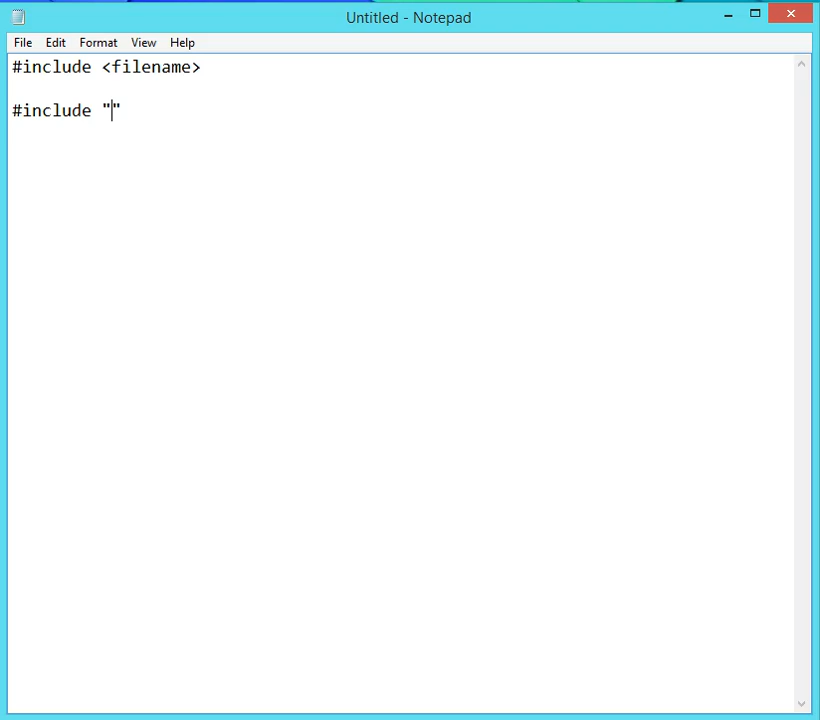 Untitled - Notepad
File Edit Format View Help
#include <filename>
#include ""